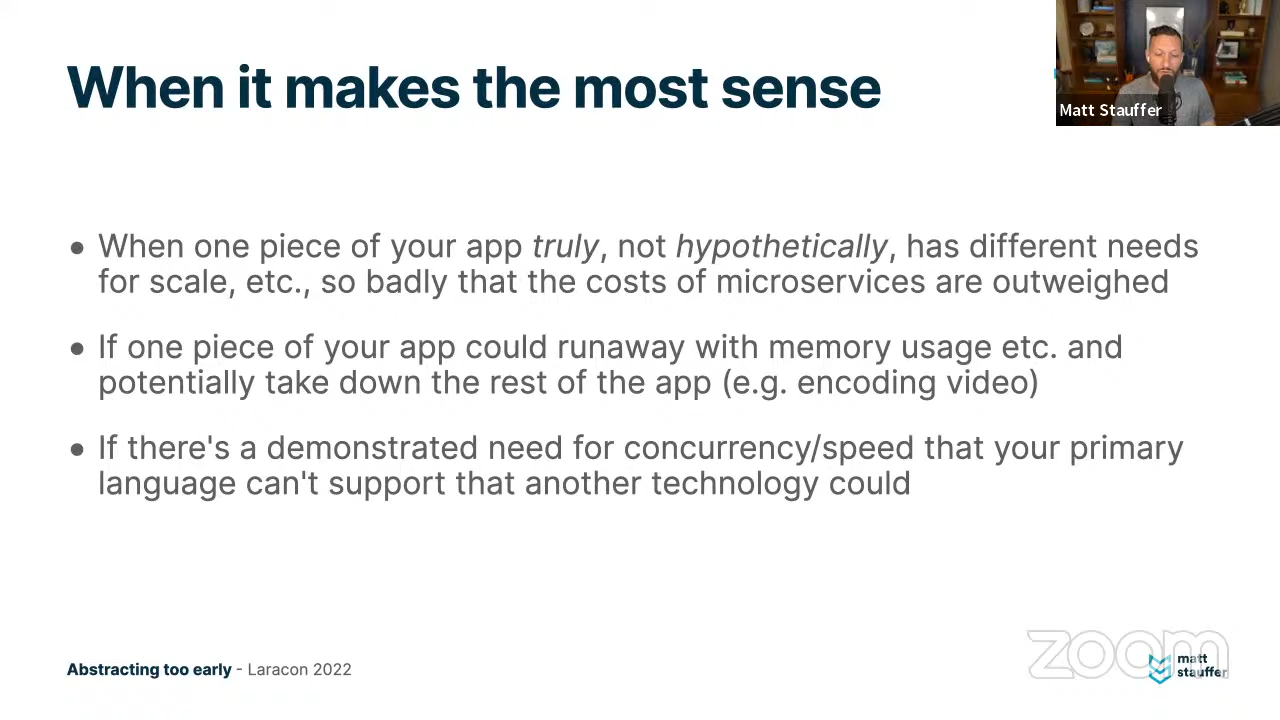 When it makes the most sense
Matt Stauffer
● When one piece of your app truly, not hypothetically, has different needs
for scale, etc., so badly that the costs of microservices are outweighed
● If one piece of your app could runaway with memory usage etc. and
potentially take down the rest of the app (e.g. encoding video)
● If there's a demonstrated need for concurrency/speed that your primary
language can't support that another technology could
Abstracting too early - Laracon 2022
zoom
matt
stauffer